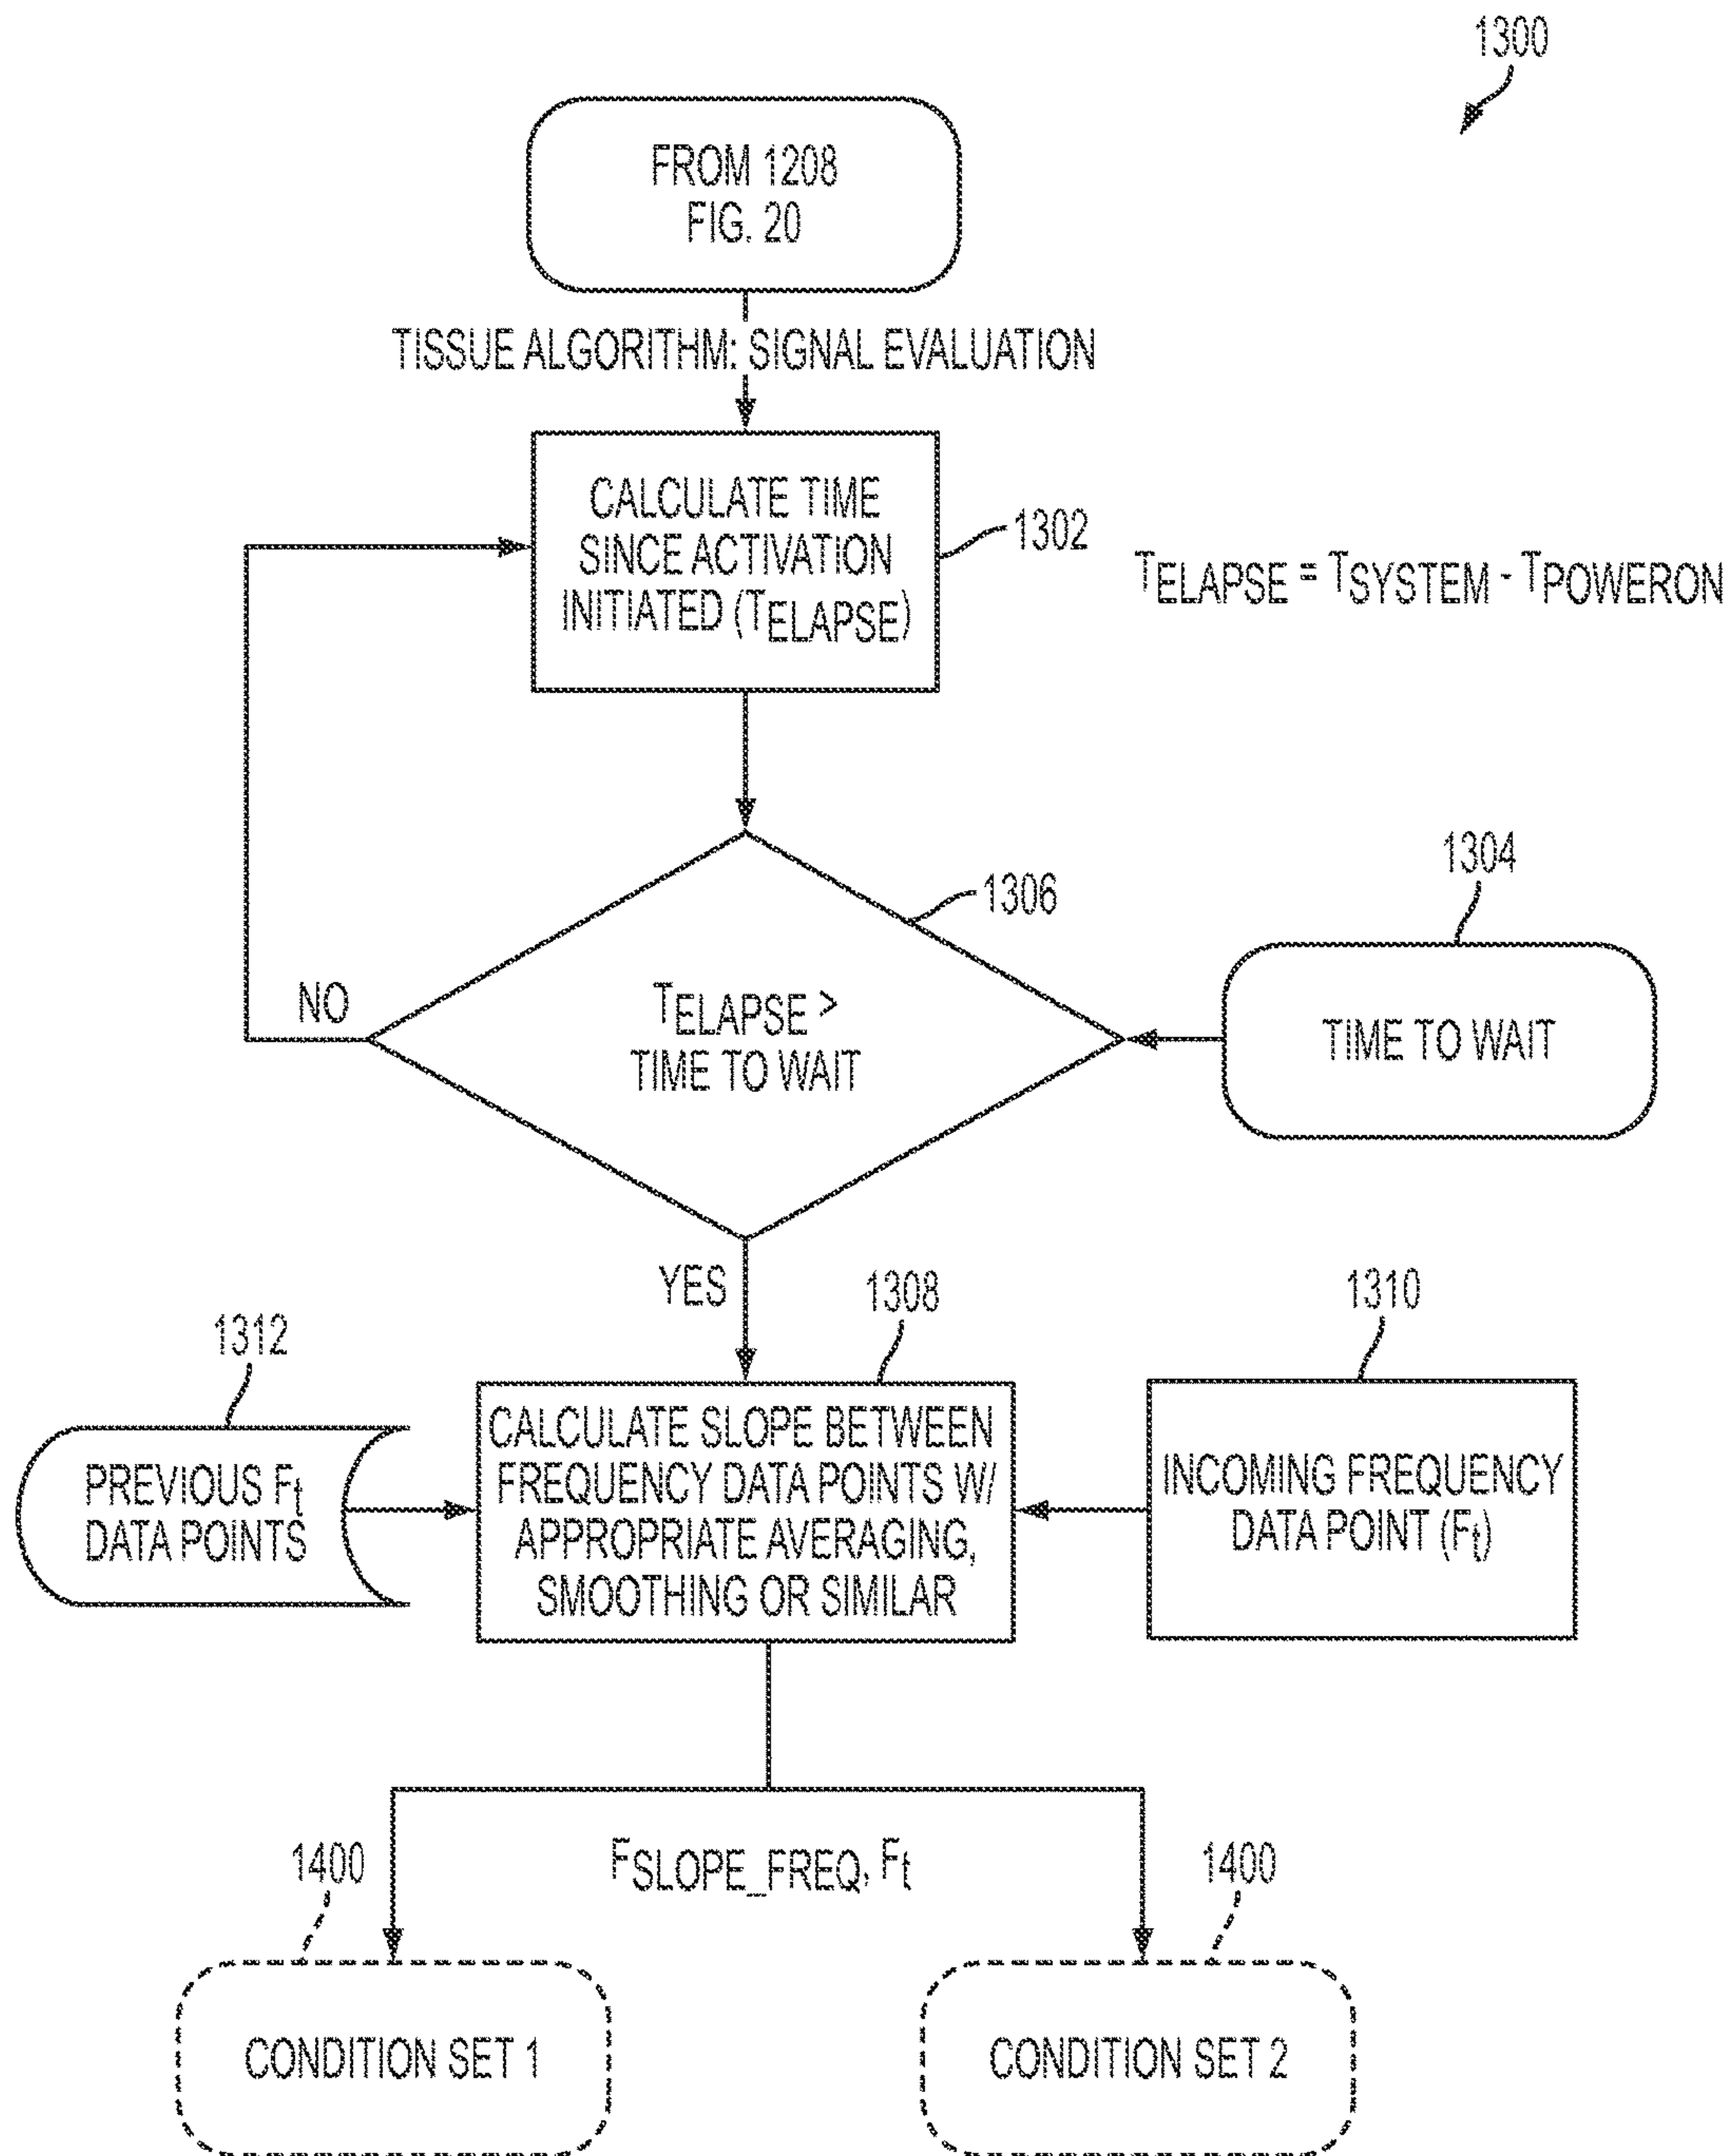 1300
FROM 1208
FIG. 20
TISSUE ALGORITHM: SIGNAL EVALUATION
CALCULATE TIME
SINCE ACTIVATION
INITIATED (TELAPSE)
1302
TELAPSE = TSYSTEM - TPOWERON
1304
1306
NO
TELAPSE >
TIME TO WAIT
TIME TO WAIT
YES
1308
1310
1312
PREVIOUS Ft
DATA POINTS
CALCULATE SLOPE BETWEEN
FREQUENCY DATA POINTS W/
APPROPRIATE AVERAGING,
SMOOTHING OR SIMILAR
INCOMING FREQUENCY
DATA POINT (Ft)
1400
FSLOPE_FREQ, Ft
1400
CONDITION SET 1
CONDITION SET 2